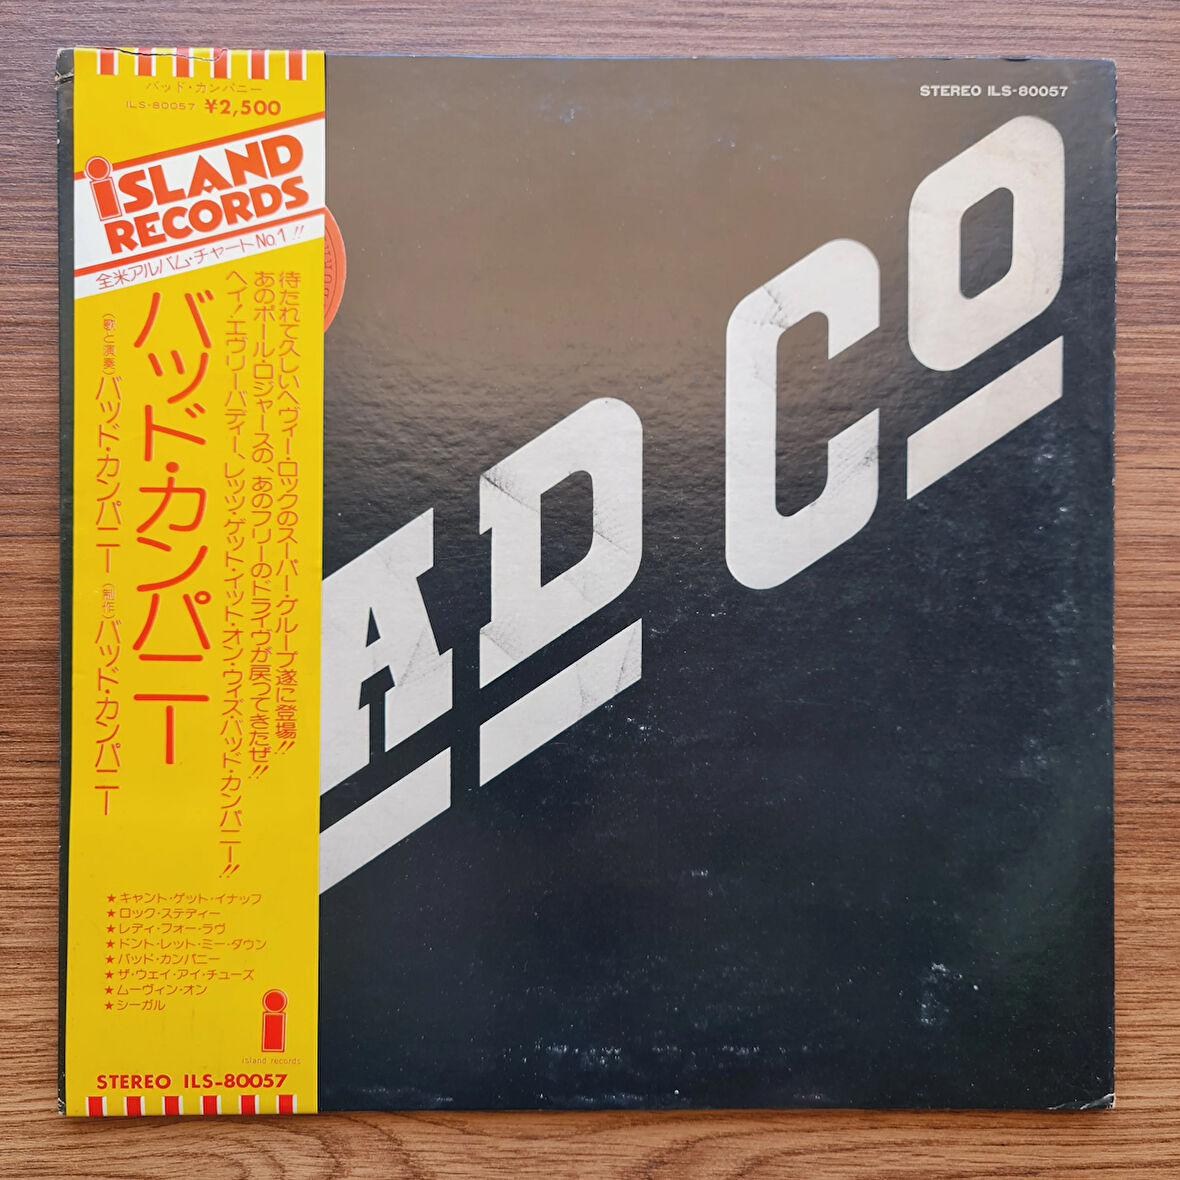 バッド・カンパニー
ILS-80057 ¥2,500
iSLAND
RECORDS
全米アルバム・チャートNo.1!!
待たれて久しいヘヴィー・ロックのスーパー・グループ遂に登場!!
あのポール・ロジャースの、あのフリーのドライヴが戻ってきたぜ!!
ヘイ！エヴリーバディー、レッツ・ゲット・イット・オン・ウィズ・バッド・カンパニー!!
バッド・カンパニー
(歌と演奏)バッド・カンパニー (制作)バッド・カンパニー
★キャント・ゲット・イナッフ
★ロック・ステディー
★レディ・フォー・ラヴ
★ドント・レット・ミー・ダウン
★バッド・カンパニー
★ザ・ウェイ・アイ・チューズ
★ムーヴィン・オン
★シーガル
island records
STEREO ILS-80057
STEREO ILS-80057
AD CO